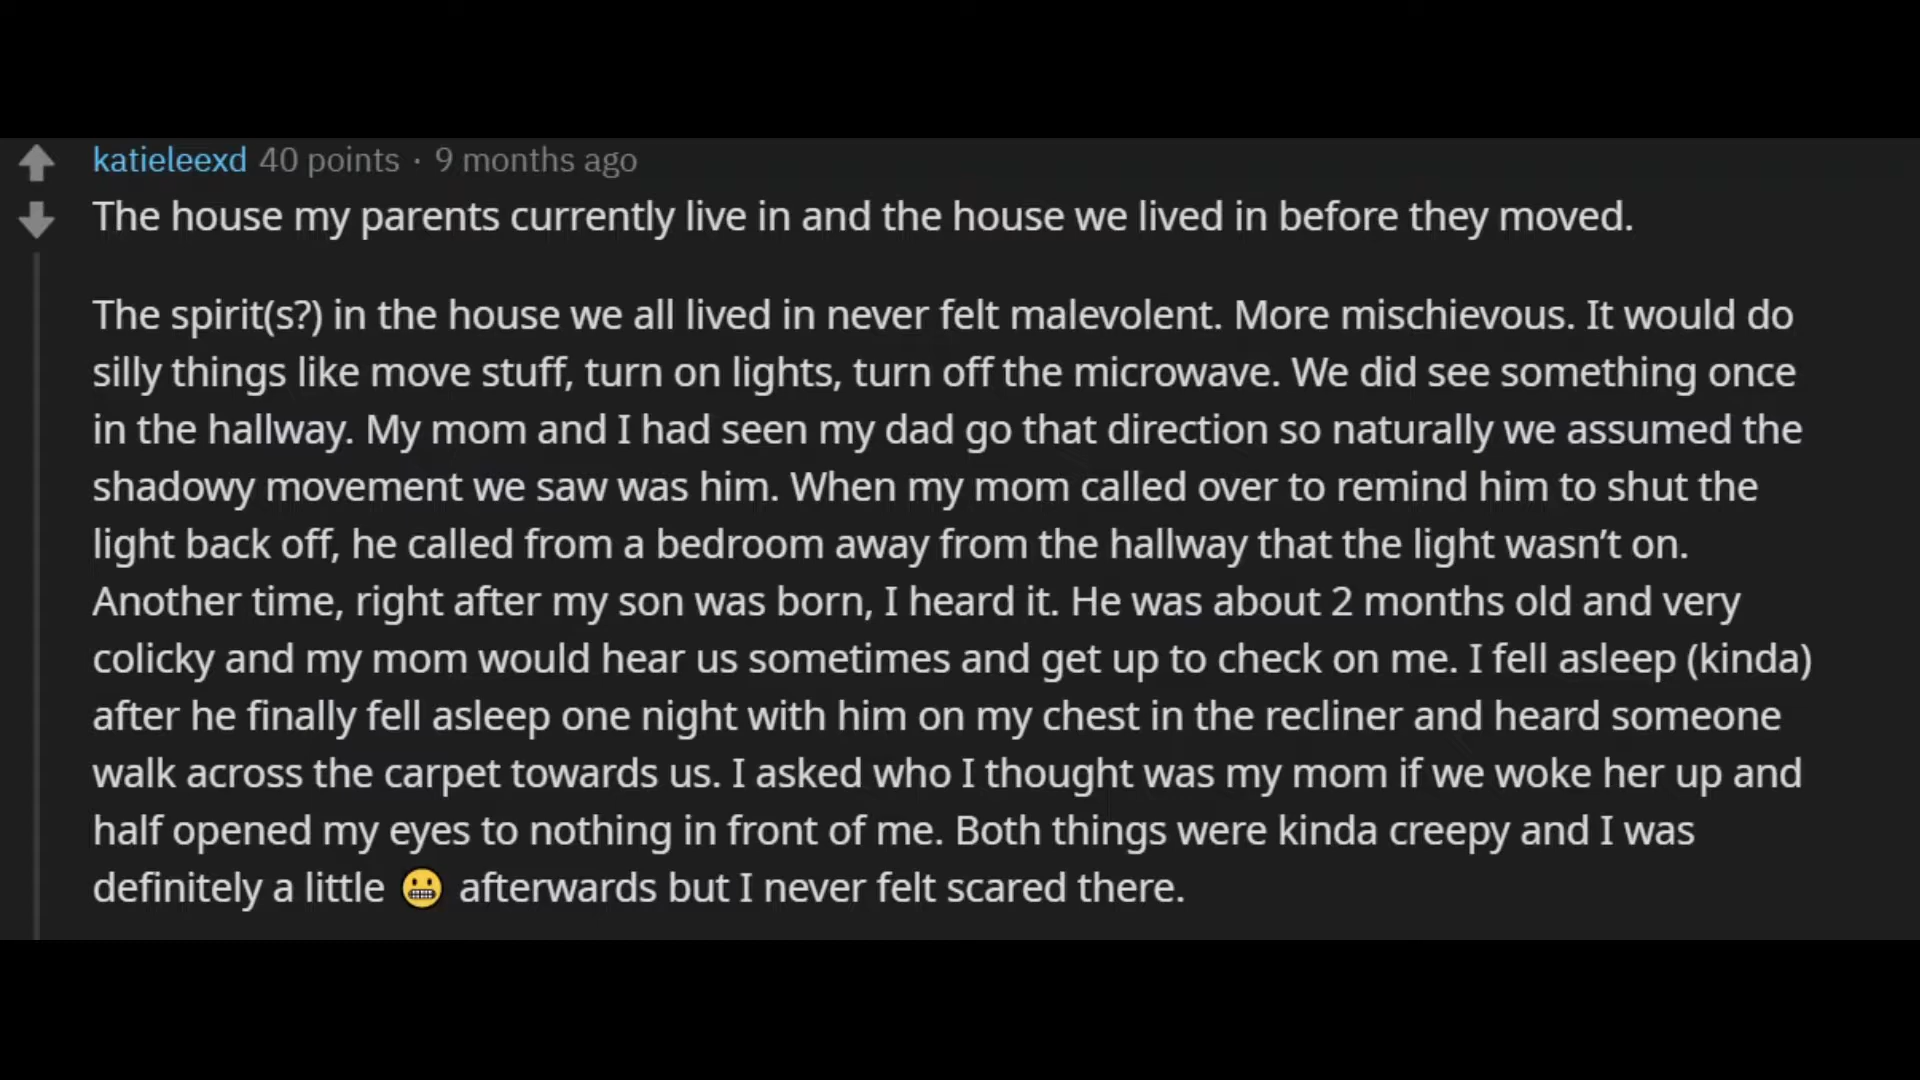 katieleexd 40 points · 9 months ago
The house my parents currently live in and the house we lived in before they moved.
The spirit(s?) in the house we all lived in never felt malevolent. More mischievous. It would do
silly things like move stuff, turn on lights, turn off the microwave. We did see something once
in the hallway. My mom and I had seen my dad go that direction so naturally we assumed the
shadowy movement we saw was him. When my mom called over to remind him to shut the
light back off, he called from a bedroom away from the hallway that the light wasn’t on.
Another time, right after my son was born, I heard it. He was about 2 months old and very
colicky and my mom would hear us sometimes and get up to check on me. I fell asleep (kinda)
after he finally fell asleep one night with him on my chest in the recliner and heard someone
walk across the carpet towards us. I asked who I thought was my mom if we woke her up and
half opened my eyes to nothing in front of me. Both things were kinda creepy and I was
definitely a little 😬 afterwards but I never felt scared there.